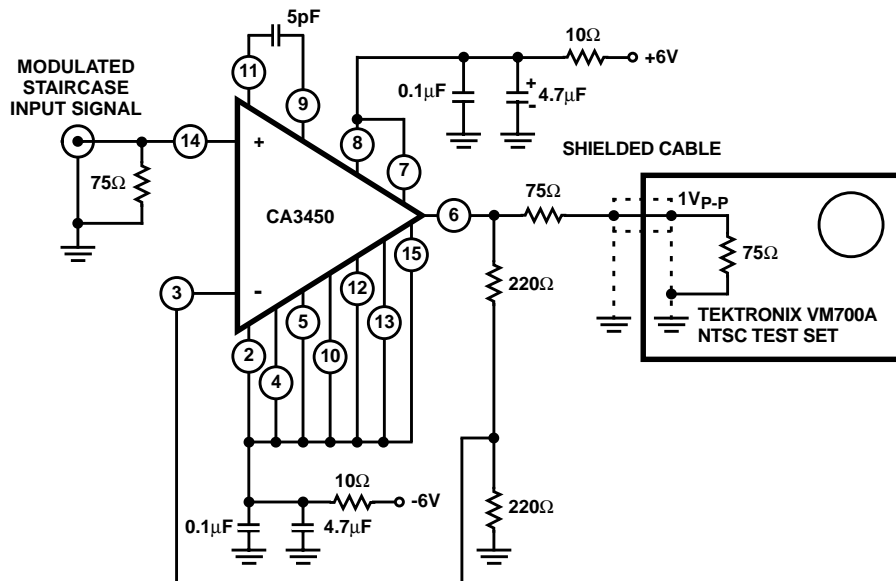 5pF
10Ω
+6V
MODULATED
STAIRCASE
INPUT SIGNAL
11
9
0.1μF
+
-
4.7μF
14
+
8
7
SHIELDED CABLE
75Ω
75Ω
1VP-P
CA3450
6
15
75Ω
3
-
220Ω
12
5
13
TEKTRONIX VM700A
NTSC TEST SET
2
10
4
10Ω
-6V
220Ω
0.1μF
4.7μF